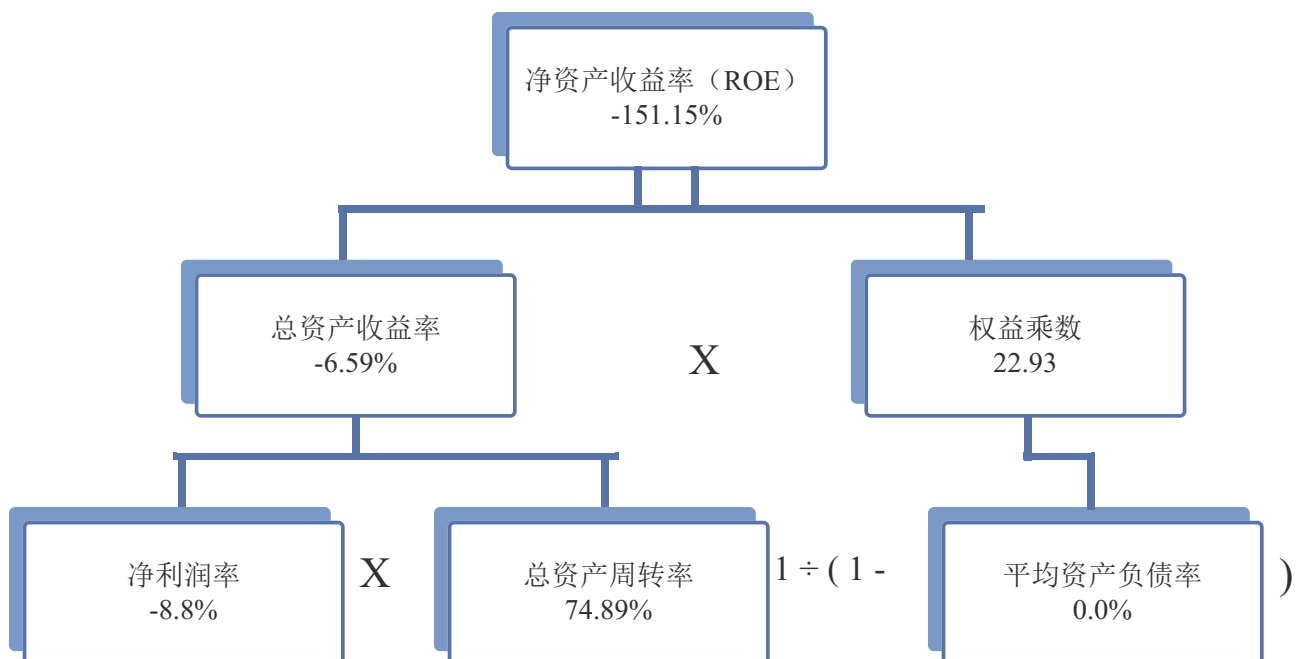 净资产收益率（ROE）
-151.15%
总资产收益率
-6.59%
X
权益乘数
22.93
净利润率
-8.8%
X
总资产周转率
74.89%
1 ÷ ( 1 -
平均资产负债率
0.0%
)